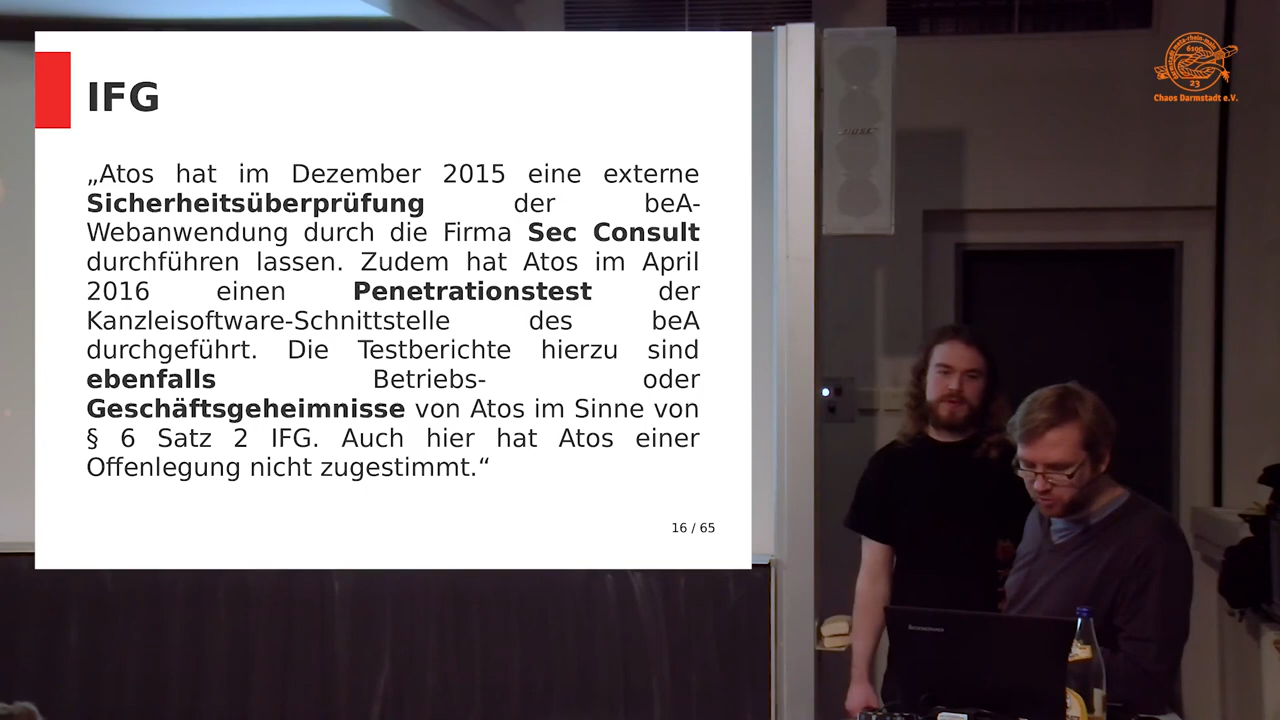 IFG
„Atos hat im Dezember 2015 eine externe
Sicherheitsüberprüfung der beA-
Webanwendung durch die Firma Sec Consult
durchführen lassen. Zudem hat Atos im April
2016 einen Penetrationstest der
Kanzleisoftware-Schnittstelle des beA
durchgeführt. Die Testberichte hierzu sind
ebenfalls Betriebs- oder
Geschäftsgeheimnisse von Atos im Sinne von
§ 6 Satz 2 IFG. Auch hier hat Atos einer
Offenlegung nicht zugestimmt.“
16 / 65
6100
23
Chaos Darmstadt e.V.
lenovo